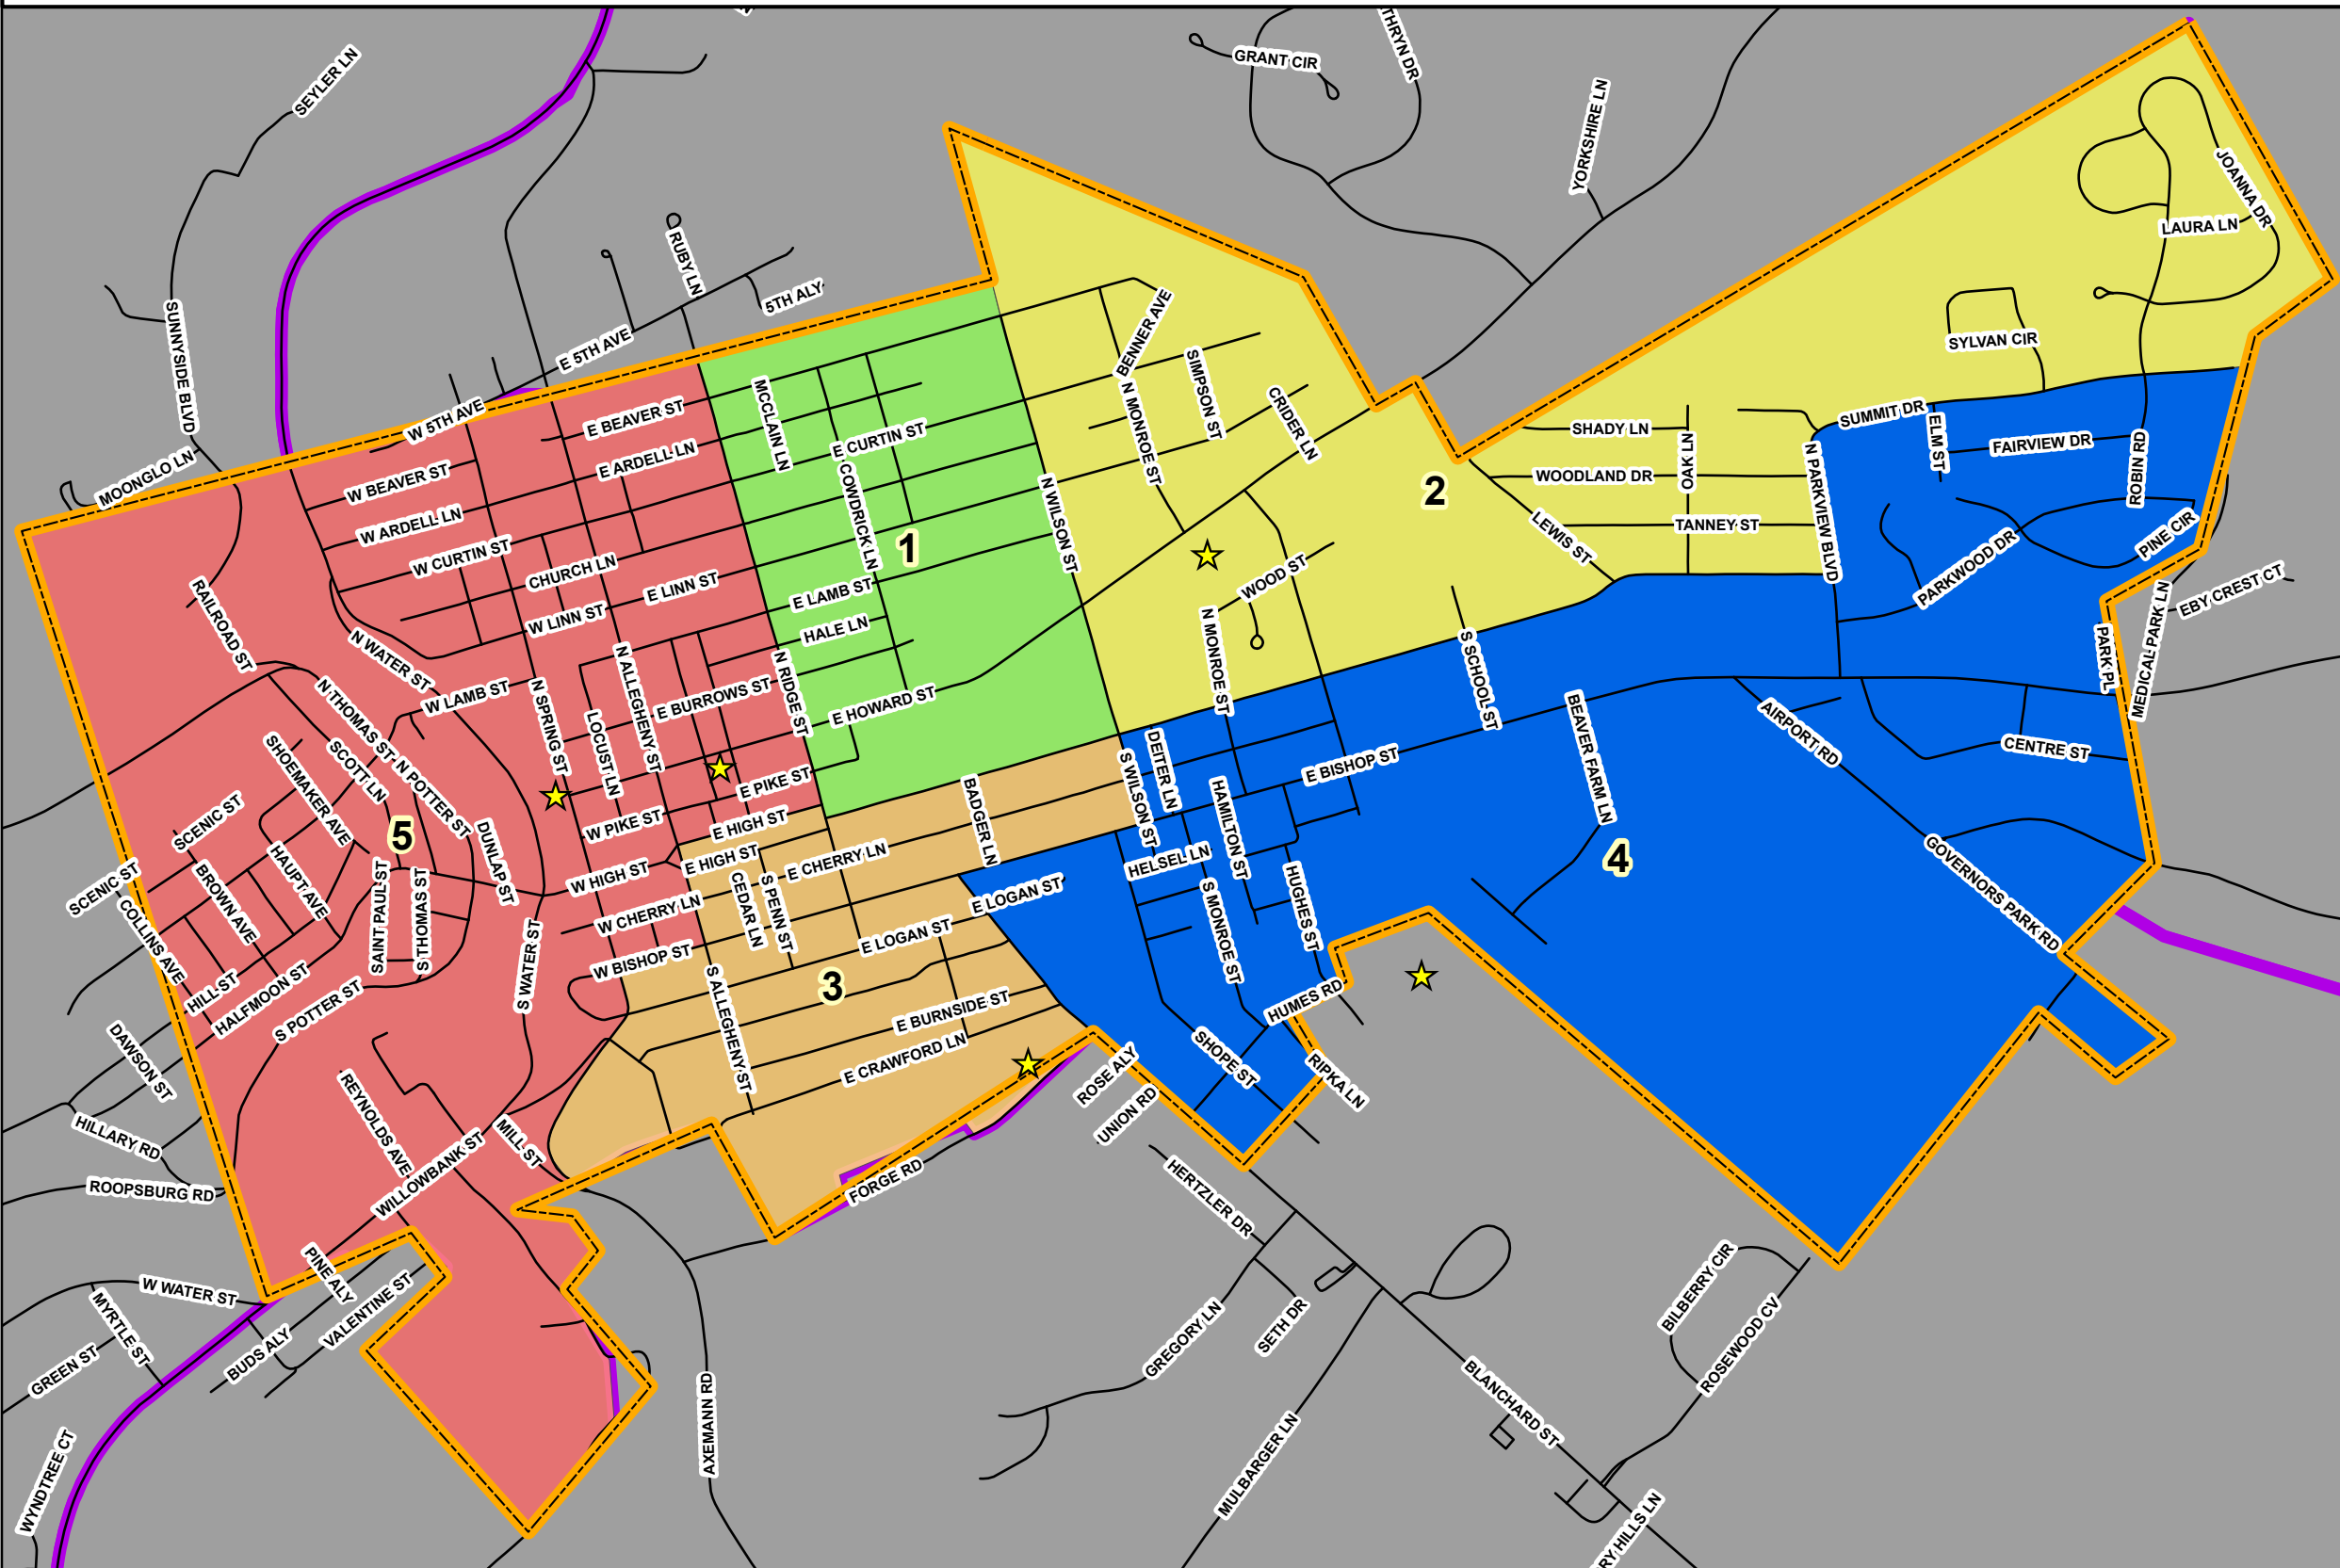 SEYLER LN
GRANT CIR
THRYN DR
YORKSHIRE LN
JOANNA DR
LAURA LN
RUBY LN
5TH ALY
E 5TH AVE
W 5TH AVE
SUNNYSIDE BLVD
MOONGLO LN
BENNER AVE
SIMPSON ST
CRIDER LN
N MONROE ST
SYLVAN CIR
SUMMIT DR
ELM ST
FAIRVIEW DR
ROBIN RD
PINE CIR
PARKWOOD DR
N PARKVIEW BLVD
SHADY LN
OAK LN
WOODLAND DR
TANNEY ST
LEWIS ST
2
E BEAVER ST
MCCLAIN LN
E ARDELL LN
E CURTIN ST
COWDRICK LN
W BEAVER ST
W ARDELL LN
W CURTIN ST
CHURCH LN
E LINN ST
W LINN ST
1
N WILSON ST
E LAMB ST
HALE LN
WOOD ST
N MONROE ST
S SCHOOL ST
EBY CREST CT
MEDICAL PARK LN
PARK PL
RAILROAD ST
N WATER ST
W LAMB ST
N THOMAS ST
N POTTER ST
SCOTT LN
SHOEMAKER AVE
SCENIC ST
SCENIC ST
COLLINS AVE
BROWN AVE
HAUPT AVE
5
N SPRING ST
LOCUST LN
N ALLEGHENY ST
E BURROWS ST
N RIDGE ST
E HOWARD ST
E PIKE ST
W PIKE ST
E HIGH ST
E HIGH ST
W HIGH ST
E CHERRY LN
W CHERRY LN
BADGER LN
CEDAR LN
S PENN ST
W BISHOP ST
E LOGAN ST
E LOGAN ST
DUNLAP ST
SAINT PAUL ST
S THOMAS ST
S WATER ST
HILL ST
HALFMOON ST
S POTTER ST
DAWSON ST
HILLARY RD
ROOPSBURG RD
REYNOLDS AVE
WILLOWBANK ST
MILL ST
3
S ALLEGHENY ST
E BURNSIDE ST
E CRAWFORD LN
FORGE RD
ROSE ALY
UNION RD
S WILSON ST
DEITER LN
HELSEL LN
HAMILTON ST
E BISHOP ST
HUGHES ST
S MONROE ST
HUMES RD
SHOPE ST
RIPKA LN
BEAVER FARM LN
4
AIRPORT RD
CENTRE ST
GOVERNORS PARK RD
W WATER ST
PINE ALY
VALENTINE ST
MYRTLE ST
GREEN ST
BUDS ALY
WYNDTREE CT
AXEMANN RD
HERTZLER DR
GREGORY LN
SETH DR
MULBARGER LN
BLANCHARD ST
BILBERRY CIR
ROSEWOOD CV
RY HILLS LN